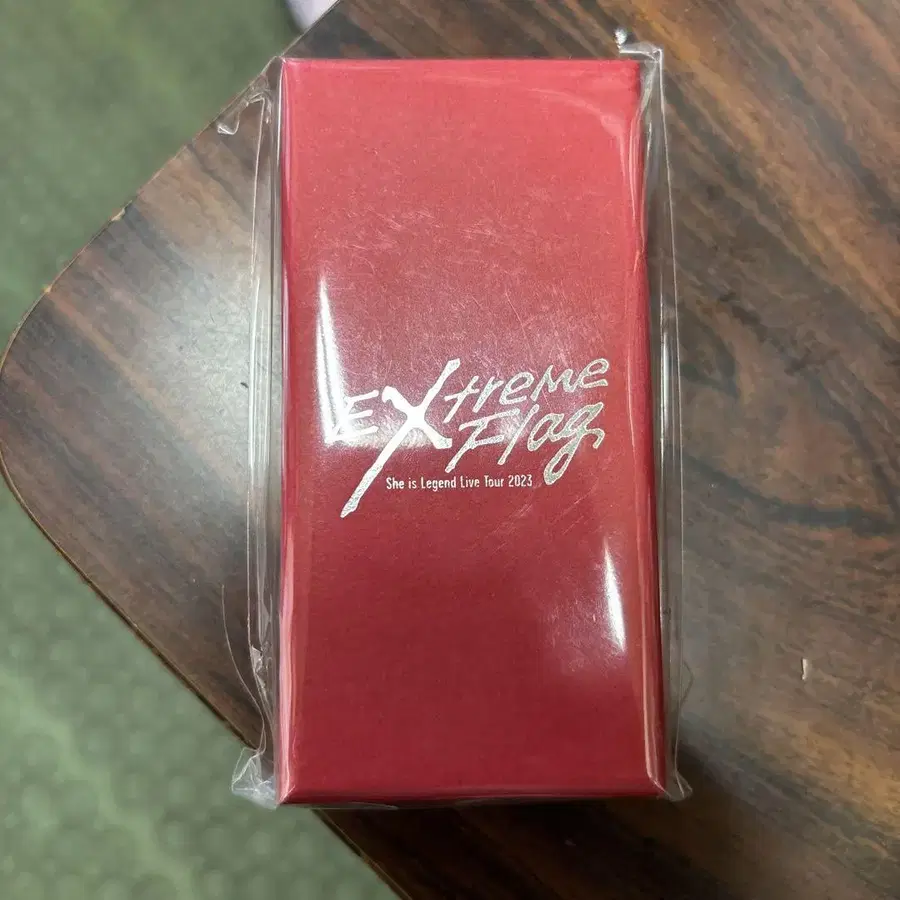 Extreme
Flag
She is Legend Live Tour 2023